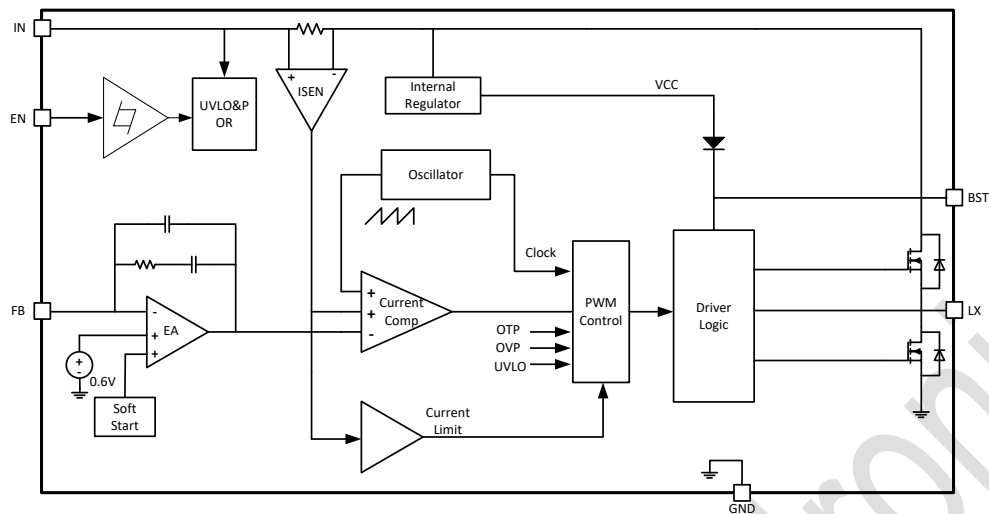 IN
+
-
ISEN
Internal
Regulator
VCC
EN
UVLO&P
OR
Oscillator
BST
Clock
FB
-
EA
+
+
+
-
0.6V
Soft
Start
+
+
-
Current
Comp
PWM
Control
Driver
Logic
LX
OTP
OVP
UVLO
Current
Limit
GND